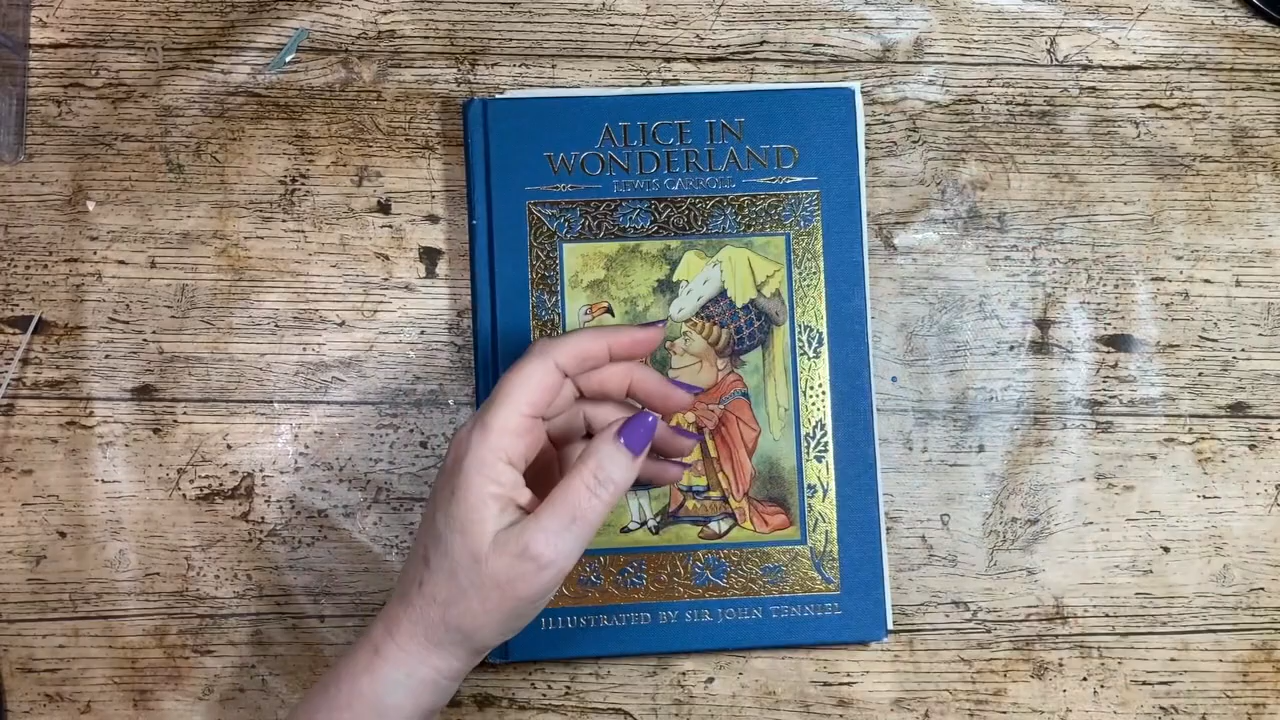 ALICE IN
WONDERLAND
LEWIS CARROLL
ILLUSTRATED BY SIR JOHN TENNIEL